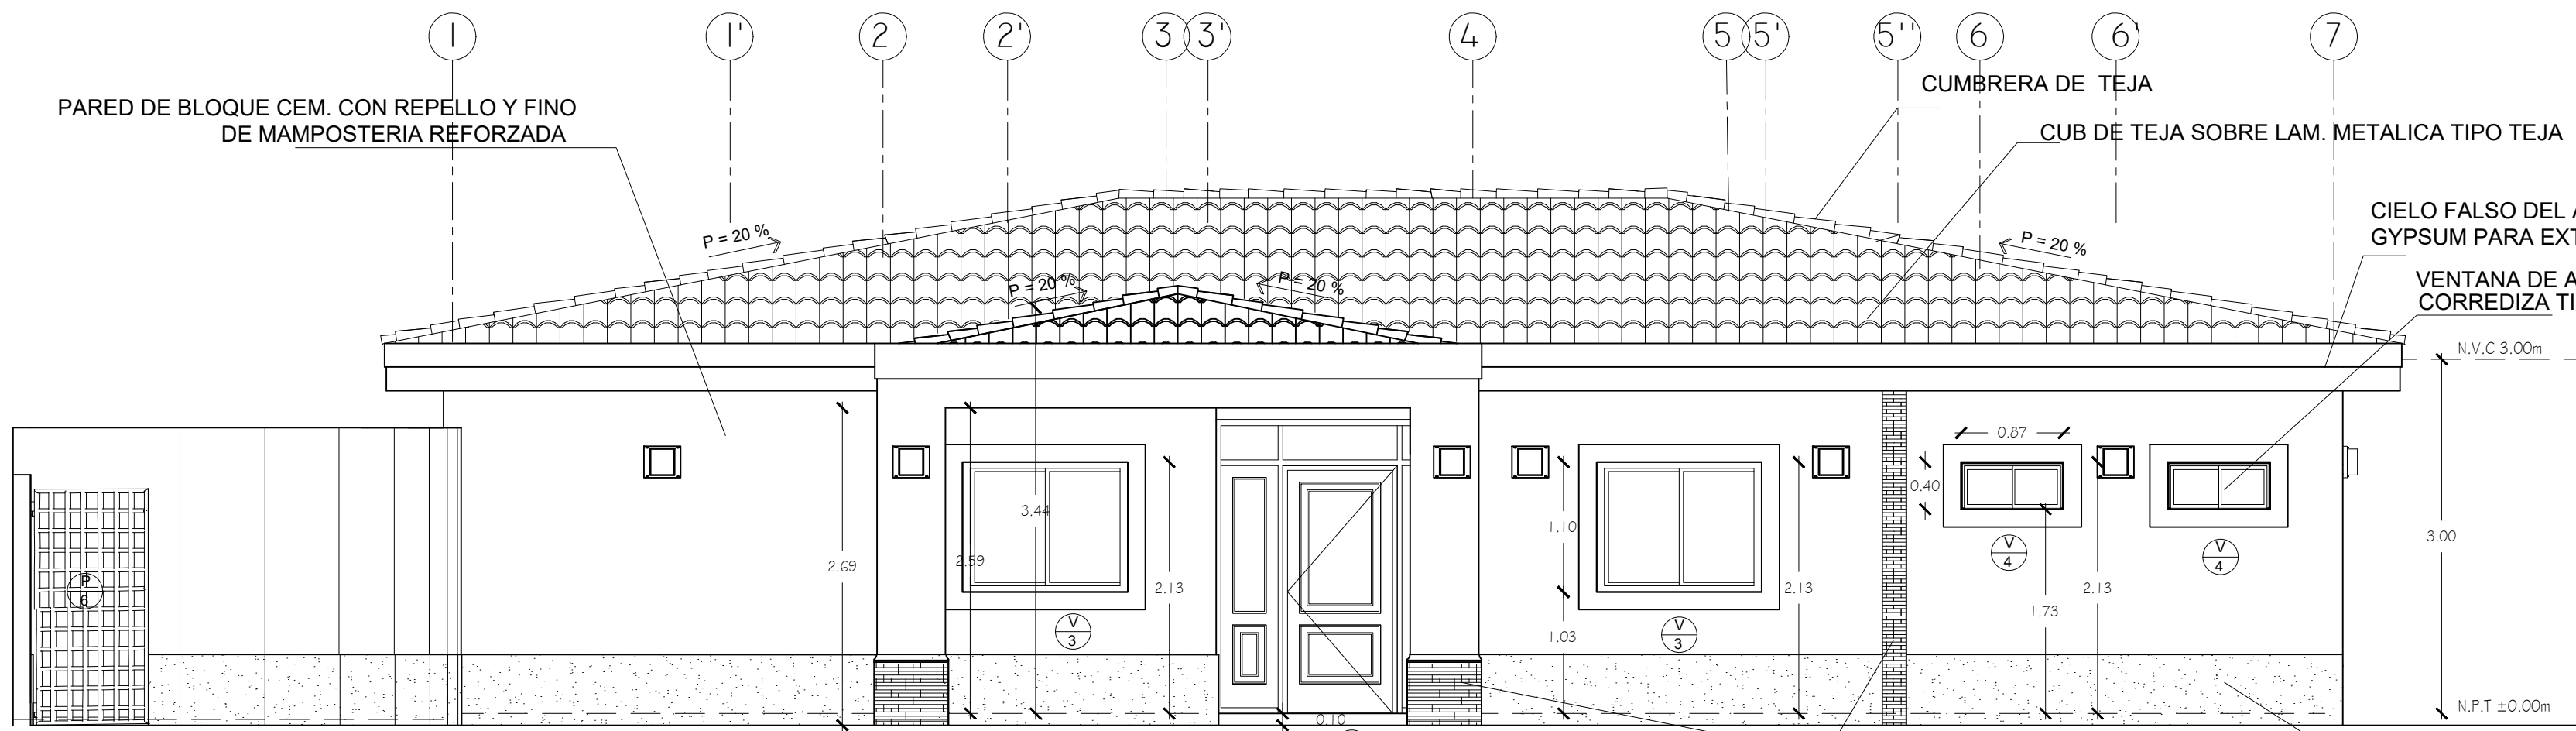 1 1' 2 2' 3 3' 4 5 5' 5'' 6 6' 7
CUMBRERA DE TEJA
PARED DE BLOQUE CEM. CON REPELLO Y FINO
DE MAMPOSTERIA REFORZADA
CUB DE TEJA SOBRE LAM. METALICA TIPO TEJA
CIELO FALSO DEL A
GYPSUM PARA EXT
P = 20 %
P = 20 %
P = 20 %
P = 20 %
VENTANA DE A
CORREDIZA TI
N.V.C 3.00m
0.87
0.40
3.44
1.10
2.69
2.59
2.13
2.13
2.13
3.00
V
4
V
4
P
6
1.73
V
3
V
3
1.03
N.P.T ±0.00m
0.10